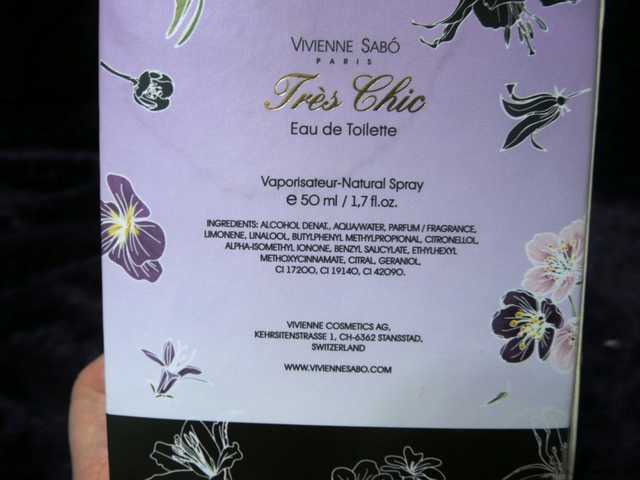 VIVIENNE SABÓ
PARIS
Très Chic
Eau de Toilette
Vaporisateur-Natural Spray
e 50 ml / 1,7 fl.oz.
INGREDIENTS: ALCOHOL DENAT., AQUA/WATER, PARFUM / FRAGRANCE,
LIMONENE, LINALOOL, BUTYLPHENYL METHYLPROPIONAL, CITRONELLOL,
ALPHA-ISOMETHYL IONONE, BENZYL SALICYLATE, ETHYLHEXYL
METHOXYCINNAMATE, CITRAL, GERANIOL,
CI 17200, CI 19140, CI 42090.
VIVIENNE COSMETICS AG,
KEHRSITENSTRASSE 1, CH-6362 STANSSTAD,
SWITZERLAND
WWW.VIVIENNESABO.COM